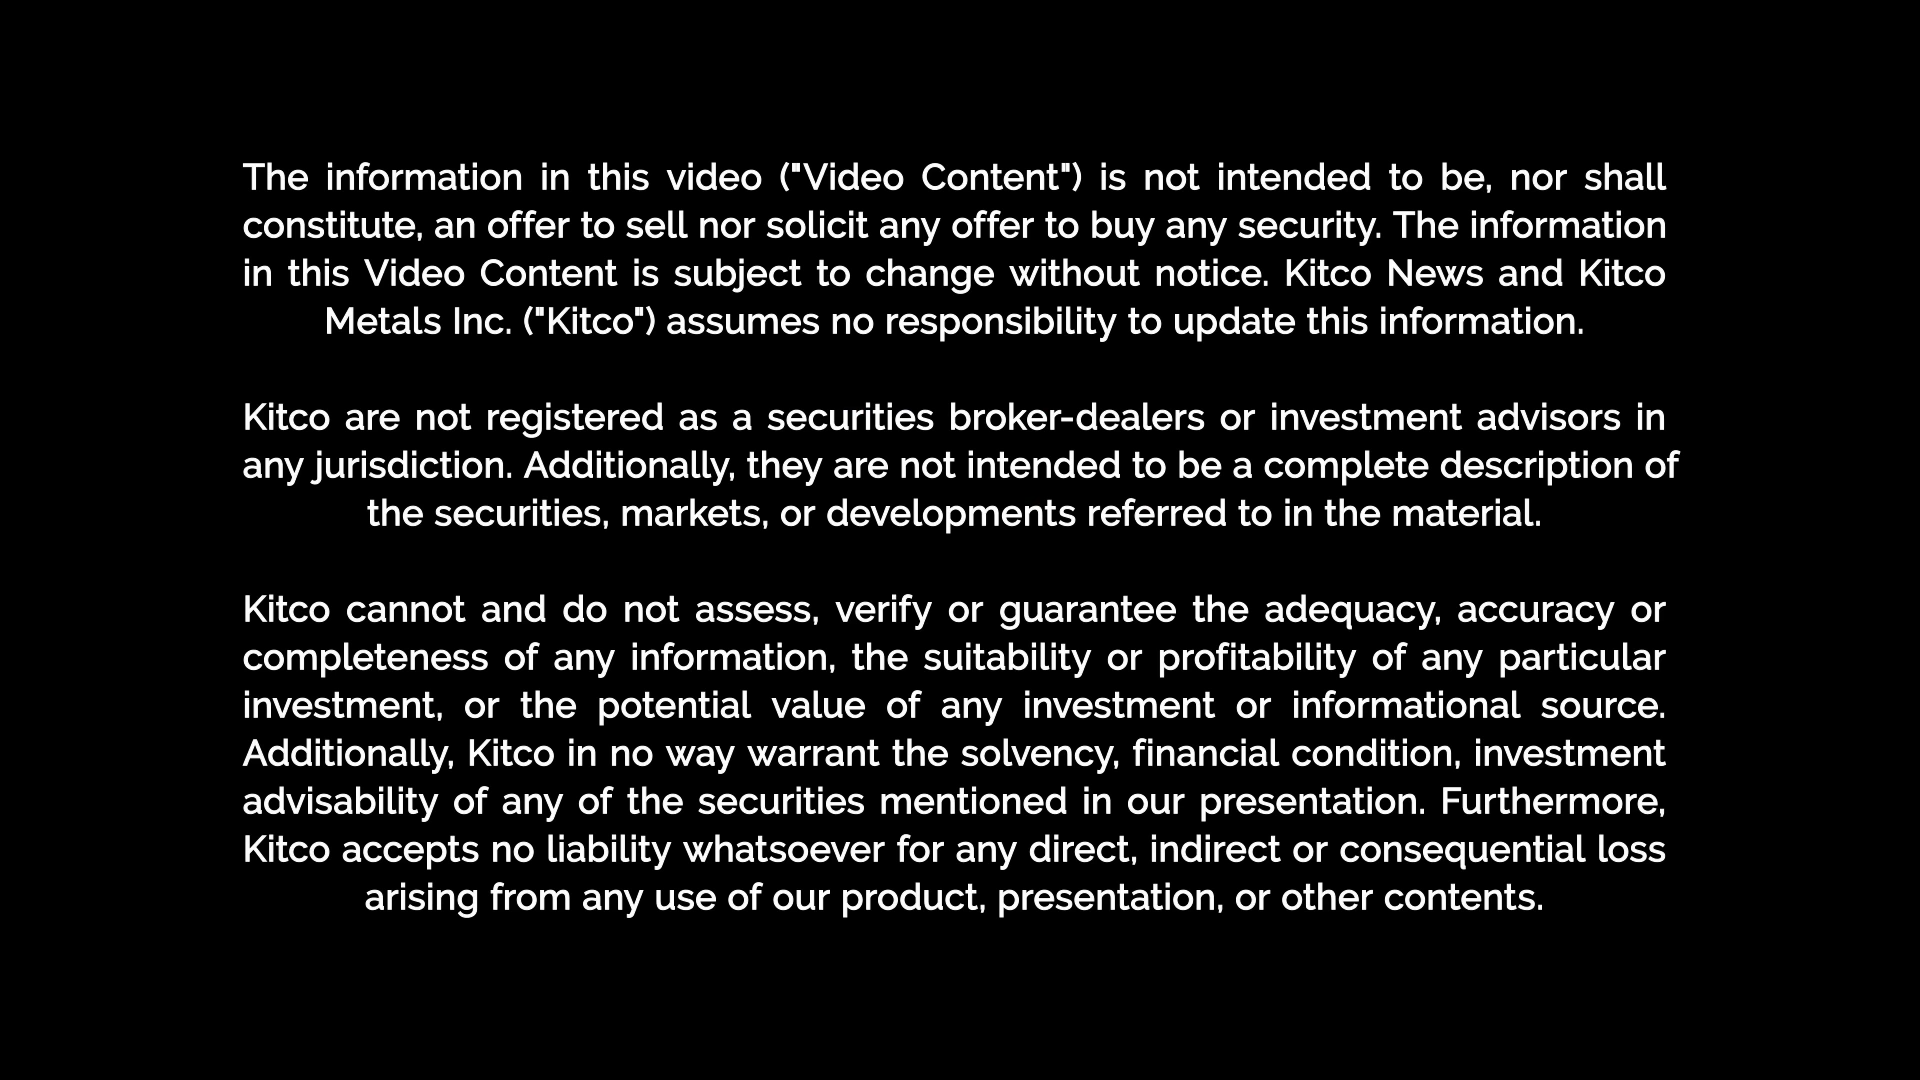 The information in this video ("Video Content") is not intended to be, nor shall
constitute, an offer to sell nor solicit any offer to buy any security. The information
in this Video Content is subject to change without notice. Kitco News and Kitco
Metals Inc. ("Kitco") assumes no responsibility to update this information.
Kitco are not registered as a securities broker-dealers or investment advisors in
any jurisdiction. Additionally, they are not intended to be a complete description of
the securities, markets, or developments referred to in the material.
Kitco cannot and do not assess, verify or guarantee the adequacy, accuracy or
completeness of any information, the suitability or profitability of any particular
investment, or the potential value of any investment or informational source.
Additionally, Kitco in no way warrant the solvency, financial condition, investment
advisability of any of the securities mentioned in our presentation. Furthermore,
Kitco accepts no liability whatsoever for any direct, indirect or consequential loss
arising from any use of our product, presentation, or other contents.